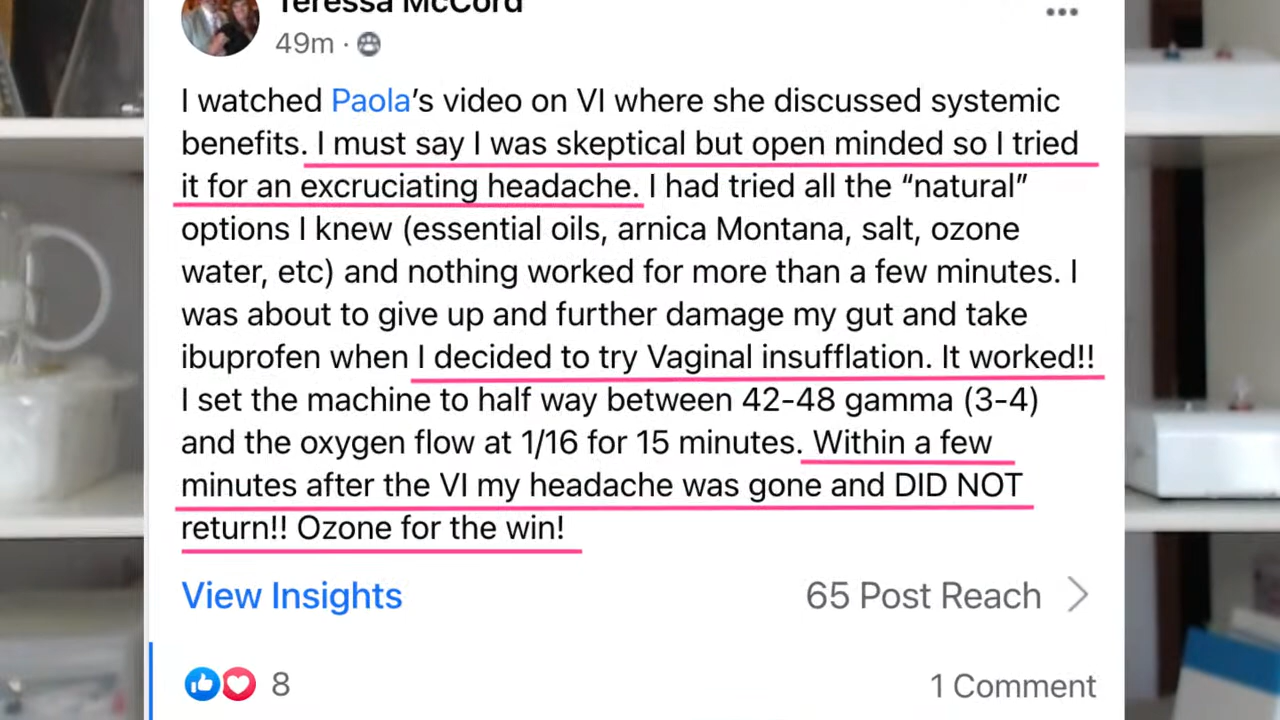 Teressa McCord
49m ·
I watched Paola's video on VI where she discussed systemic
benefits. I must say I was skeptical but open minded so I tried
it for an excruciating headache. I had tried all the “natural”
options I knew (essential oils, arnica Montana, salt, ozone
water, etc) and nothing worked for more than a few minutes. I
was about to give up and further damage my gut and take
ibuprofen when I decided to try Vaginal insufflation. It worked!!
I set the machine to half way between 42-48 gamma (3-4)
and the oxygen flow at 1/16 for 15 minutes. Within a few
minutes after the VI my headache was gone and DID NOT
return!! Ozone for the win!
View Insights
65 Post Reach
8
1 Comment